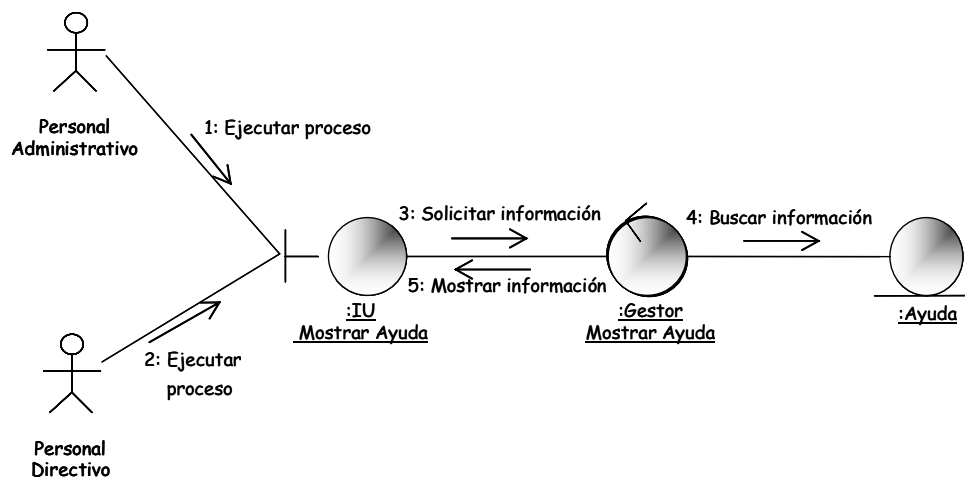 Personal
Administrativo
1: Ejecutar proceso
3: Solicitar información
4: Buscar información
5: Mostrar información
:IU
Mostrar Ayuda
:Gestor
Mostrar Ayuda
:Ayuda
2: Ejecutar
proceso
Personal
Directivo